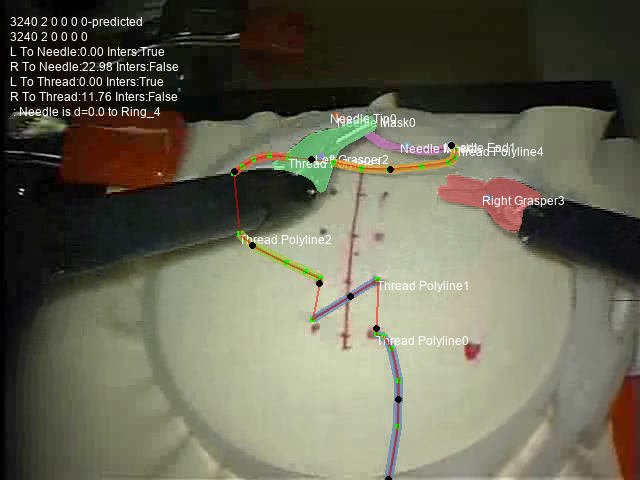 3240 2 0 0 0 0-predicted
3240 2 0 0 0 0
L To Needle:0.00 Inters:True
R To Needle:22.98 Inters:False
L To Thread:0.00 Inters:True
R To Thread:11.76 Inters:False
: Needle is d=0.0 to Ring_4
Needle Tip0
Mask0
Needle
End1
Thread Polyline4
Left Grasper2
Thread
Right Grasper3
Thread Polyline2
Thread Polyline1
Thread Polyline0